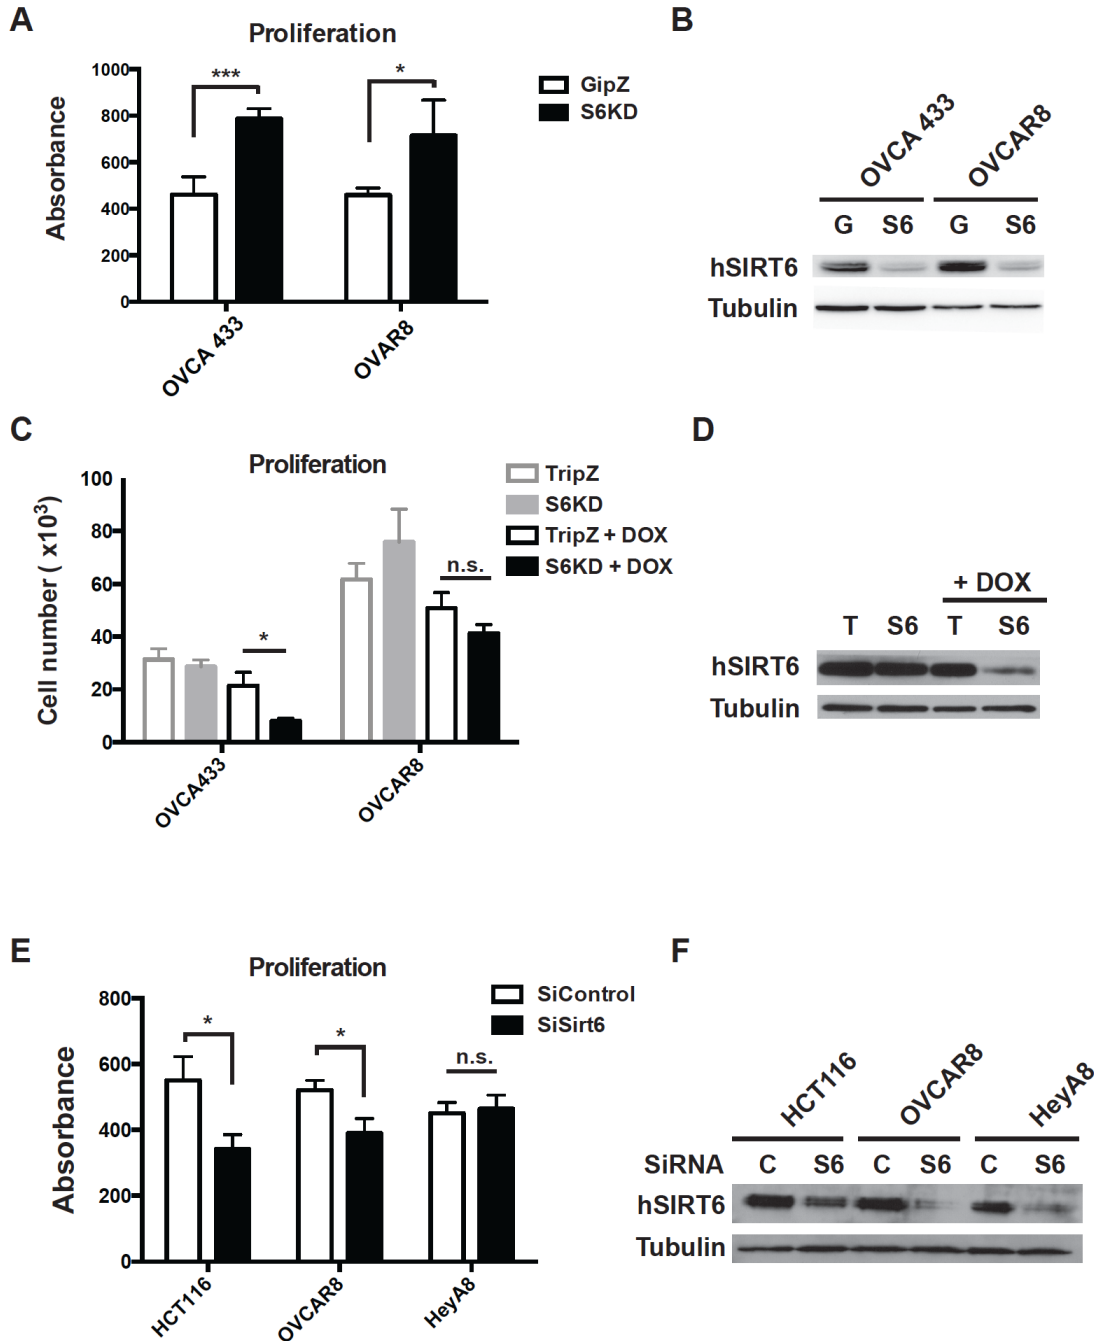 A
Proliferation
1000
800
600
400
200
0
Absorbance
***
*
GipZ
S6KD
OVCA 433
OVAR8
B
OVCA 433
OVCAR8
G S6 G S6
hSIRT6
Tubulin
C
Proliferation
100
80
60
40
20
0
Cell number ( x10³)
*
n.s.
TripZ
S6KD
TripZ + DOX
S6KD + DOX
OVCA433
OVCAR8
D
+ DOX
T S6 T S6
hSIRT6
Tubulin
E
Proliferation
800
600
400
200
0
Absorbance
*
*
n.s.
SiControl
SiSirt6
HCT116
OVCAR8
HeyA8
F
HCT116
OVCAR8
HeyA8
SiRNA C S6 C S6 C S6
hSIRT6
Tubulin